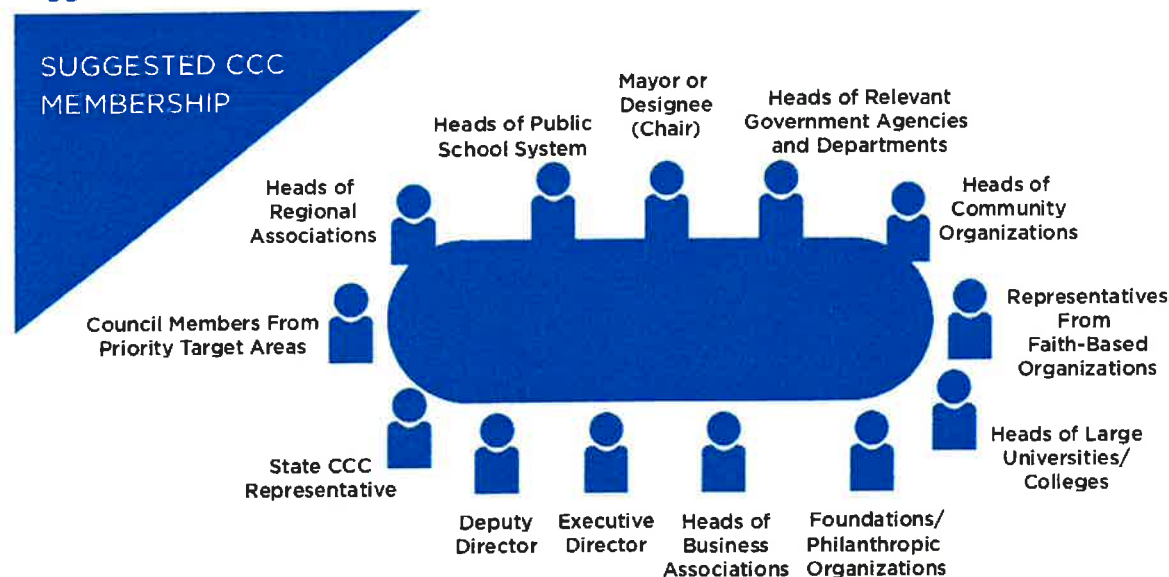 SUGGESTED CCC
MEMBERSHIP
Mayor or
Designee
(Chair)
Heads of Public
School System
Heads of Relevant
Government Agencies
and Departments
Heads of
Regional
Associations
Heads of
Community
Organizations
Council Members From
Priority Target Areas
Representatives
From
Faith-Based
Organizations
State CCC
Representative
Heads of Large
Universities/
Colleges
Deputy
Director
Executive
Director
Heads of
Business
Associations
Foundations/
Philanthropic
Organizations